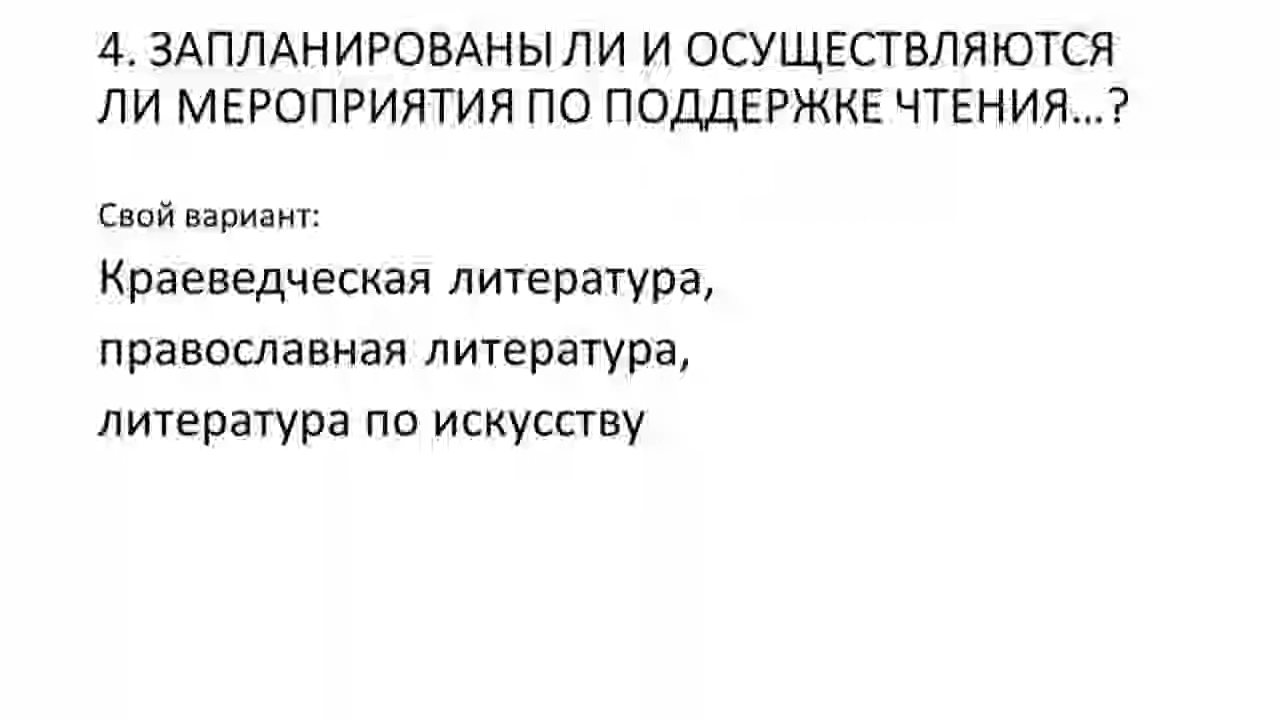 4. ЗАПЛАНИРОВАНЫ ЛИ И ОСУЩЕСТВЛЯЮТСЯ
ЛИ МЕРОПРИЯТИЯ ПО ПОДДЕРЖКЕ ЧТЕНИЯ...?
Свой вариант:
Краеведческая литература,
православная литература,
литература по искусству